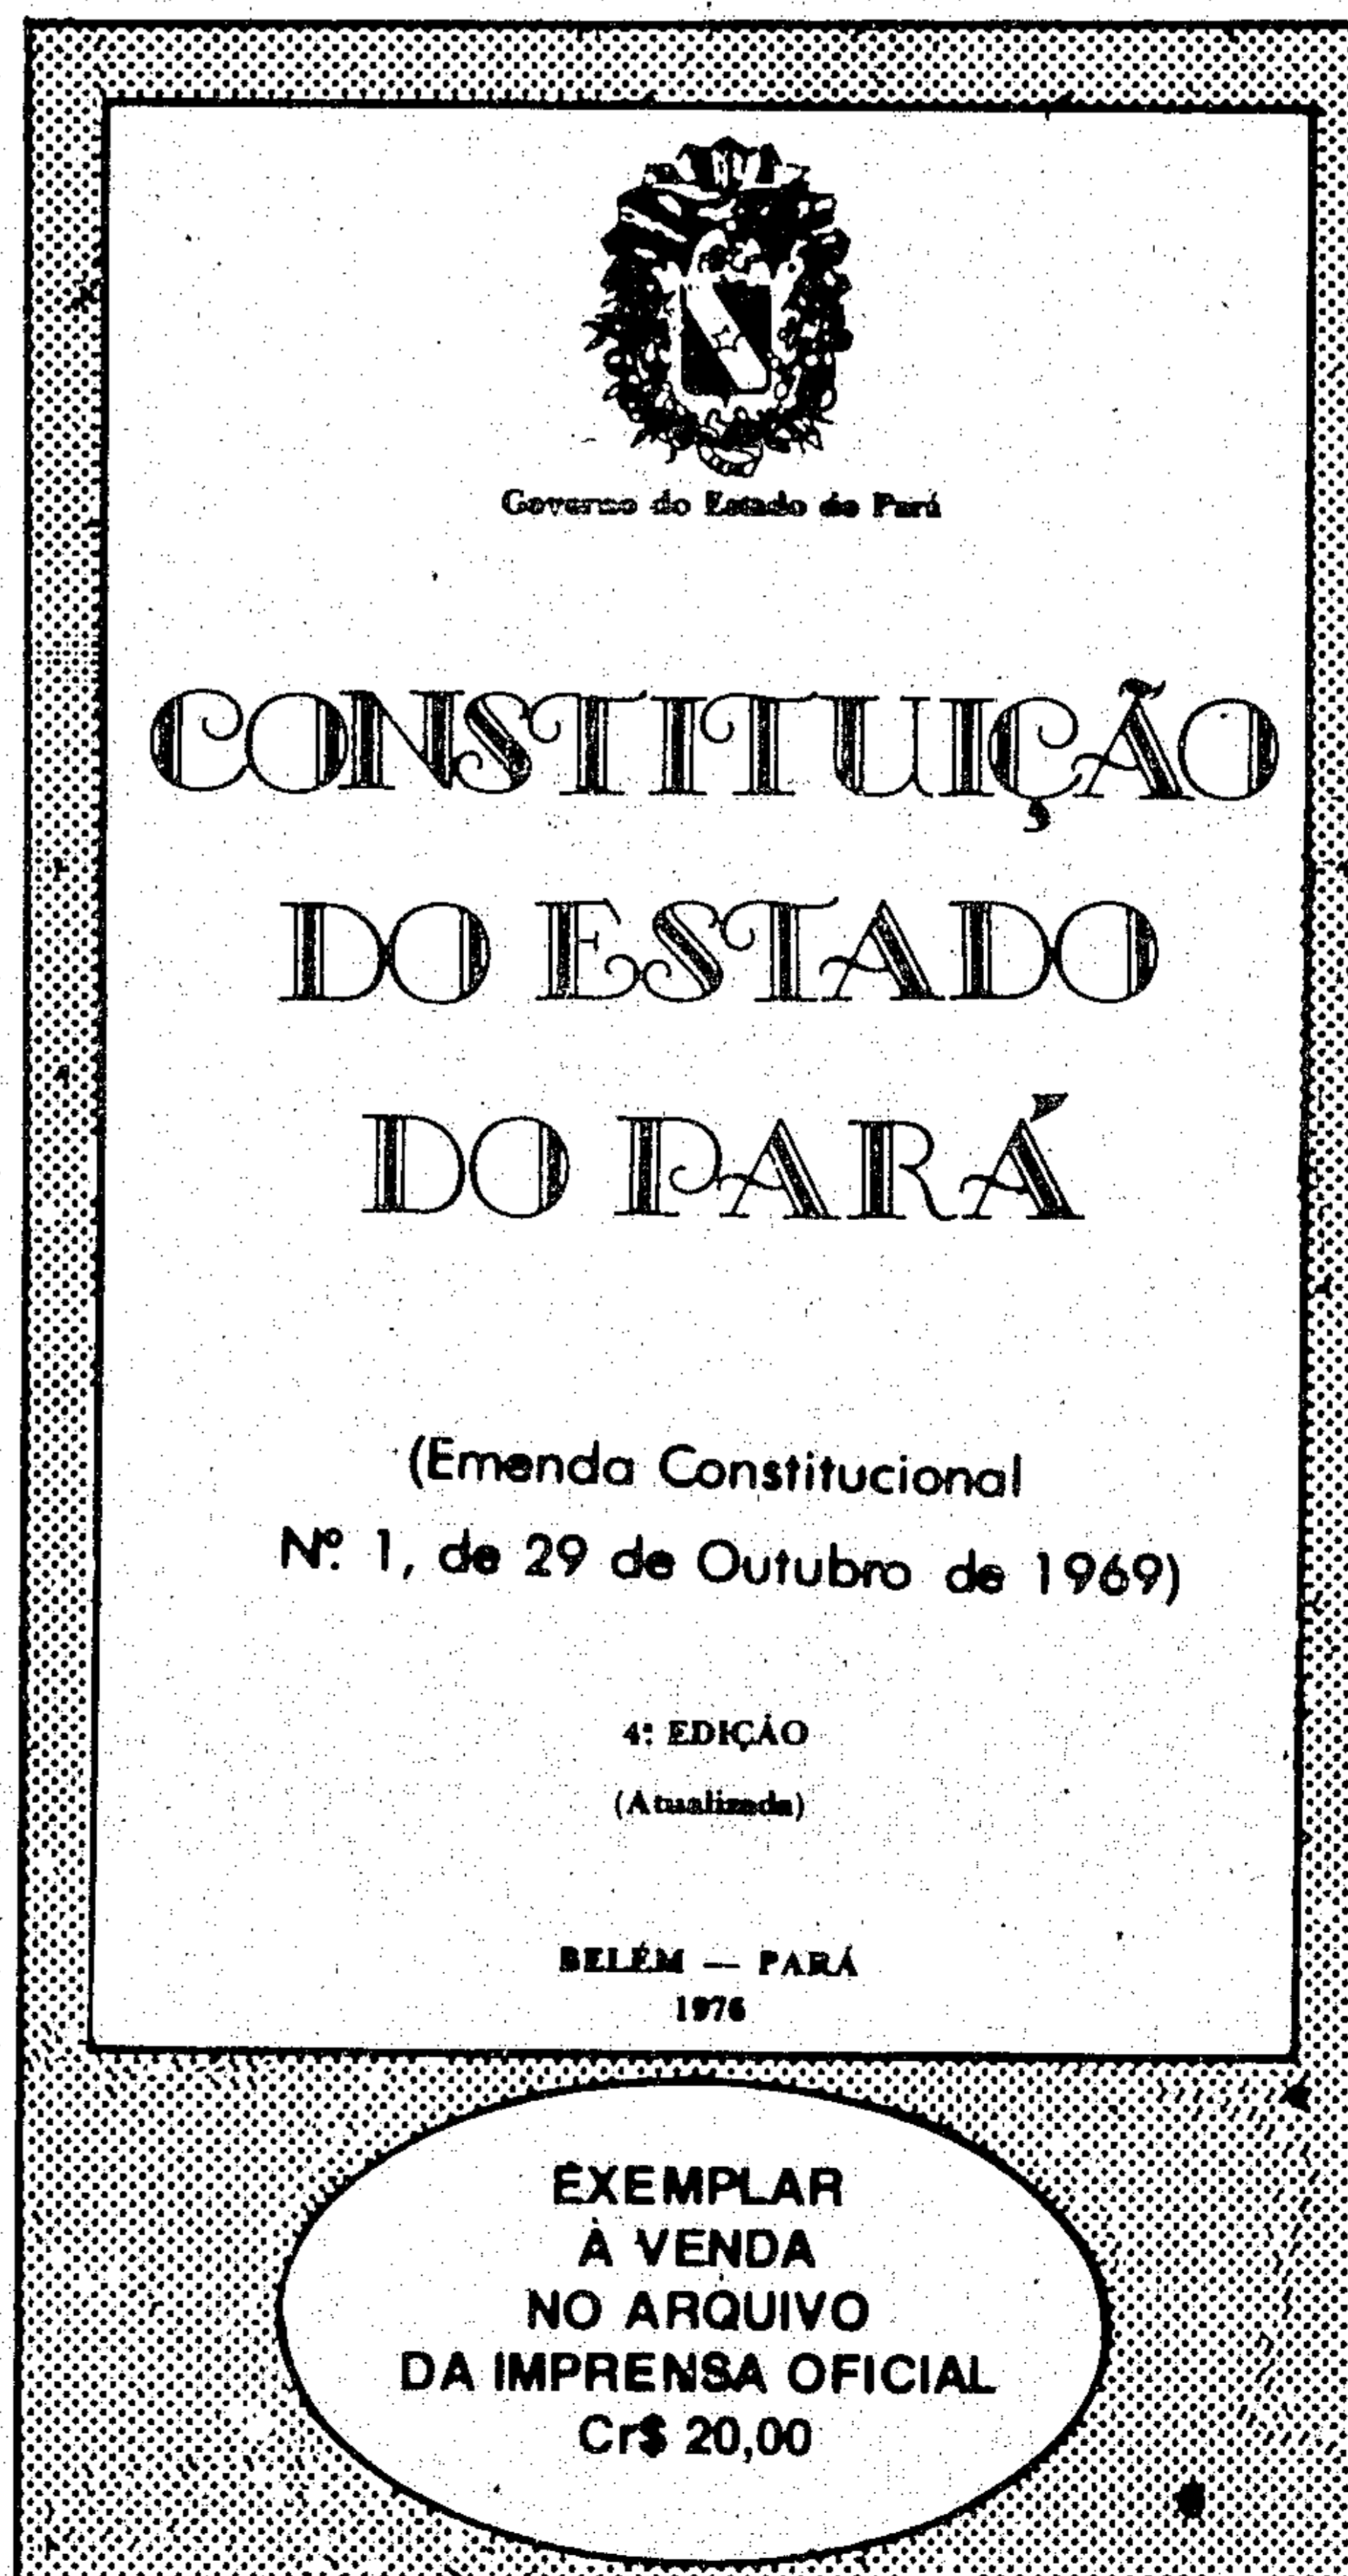 Governo do Estado do Pará
CONSTITUIÇÃO
DO ESTADO
DO PARÁ
(Emenda Constitucional
Nº 1, de 29 de Outubro de 1969)
4ª EDIÇÃO
(Atualizada)
BELÉM — PARÁ
1976
EXEMPLAR
À VENDA
NO ARQUIVO
DA IMPRENSA OFICIAL
Cr$ 20,00